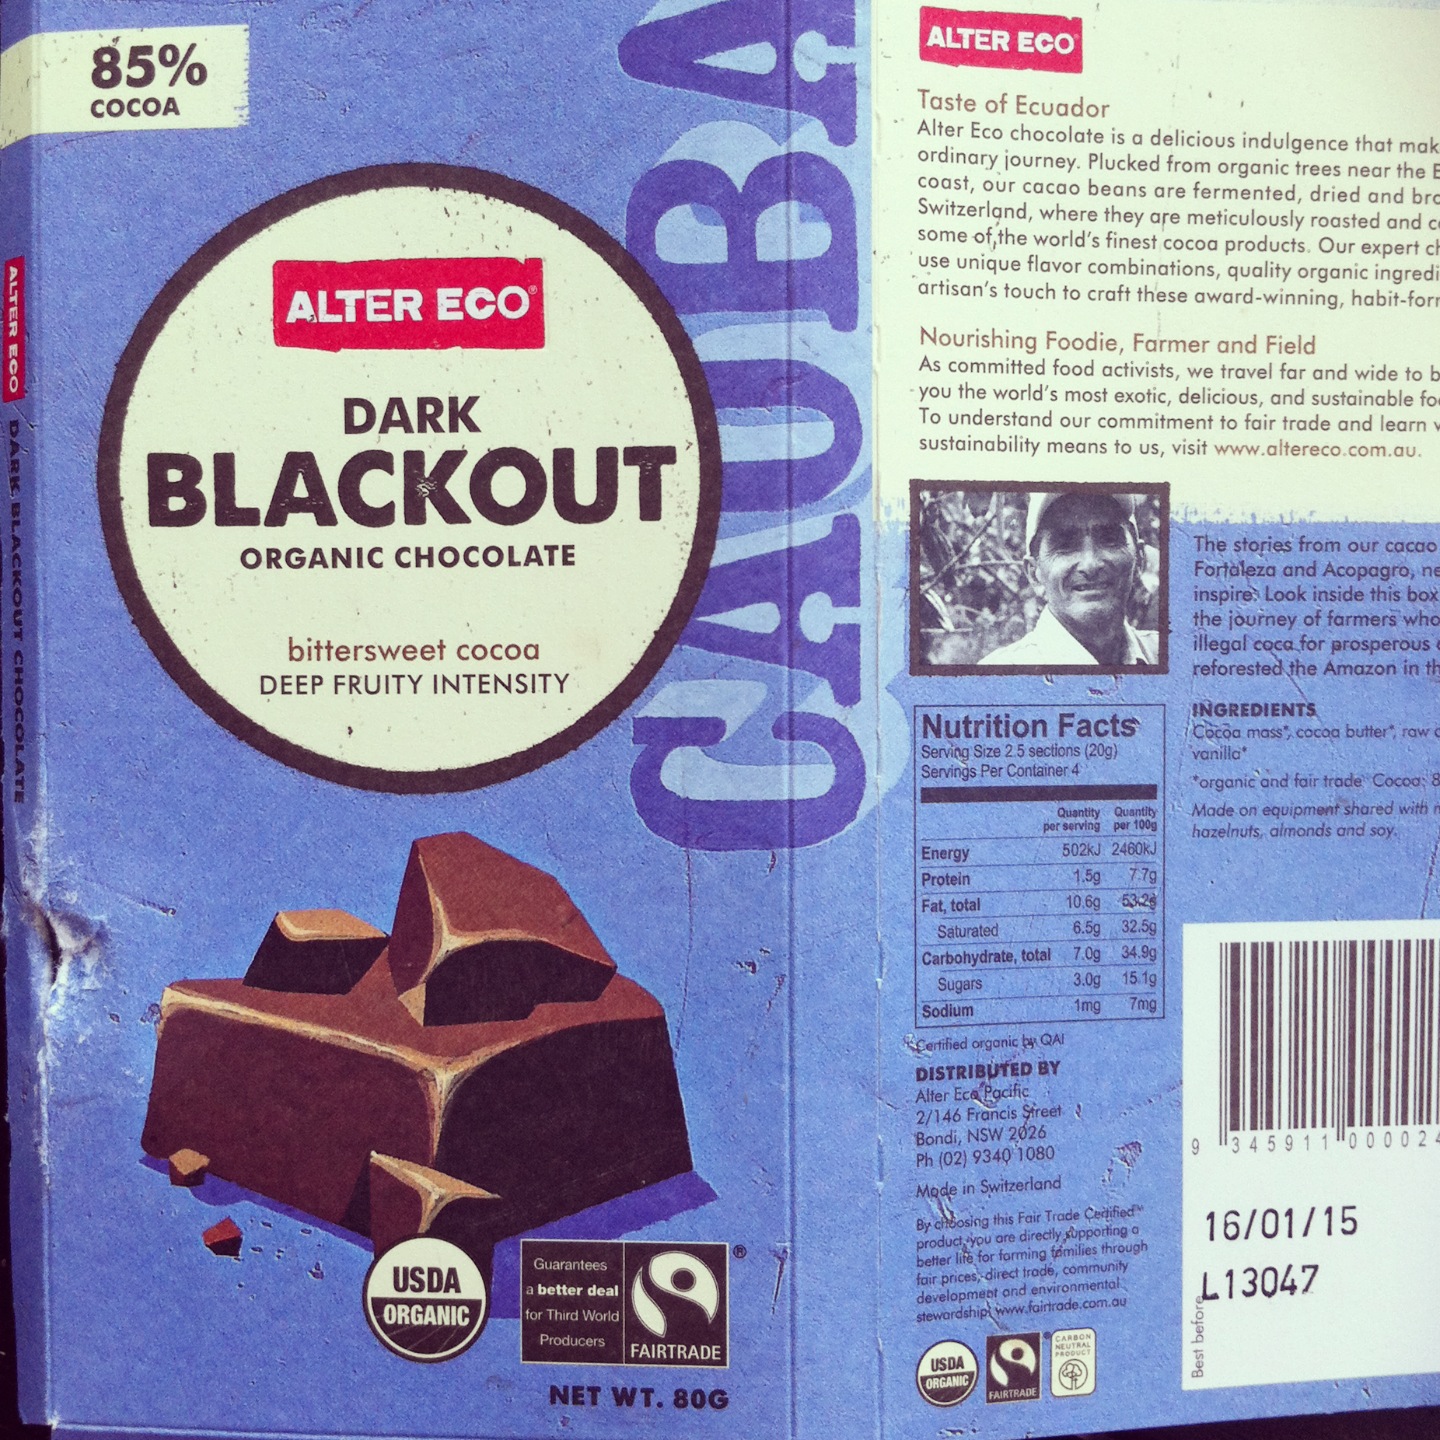 85%
COCOA
ALTER ECO®
DARK
BLACKOUT
ORGANIC CHOCOLATE
bittersweet cocoa
DEEP FRUITY INTENSITY
CAOBA
USDA
ORGANIC
Guarantees
a better deal
for Third World
Producers
FAIRTRADE
®
NET WT. 80G
ALTER ECO DARK BLACKOUT CHOCOLATE
ALTER ECO
Taste of Ecuador
Alter Eco chocolate is a delicious indulgence that
ordinary journey. Plucked from organic trees near the
coast, our cacao beans are fermented, dried and
Switzerland, where they are meticulously roasted and
some of the world's finest cocoa products. Our expert
use unique flavor combinations, quality organic
artisan's touch to craft these award-winning,
Nourishing Foodie, Farmer and Field
As committed food activists, we travel far and wide to
you the world's most exotic, delicious, and sustainable
To understand our commitment to fair trade and learn
sustainability means to us, visit www.altereco.com.au.
The stories from our cacao
Fortaleza and Acopagro,
inspire. Look inside this box
the journey of farmers who
illegal coca for prosperous
reforested the Amazon in
INGREDIENTS
Cocoa mass*, cocoa butter*, raw
vanilla*
*organic and fair trade Cocoa: 
Made on equipment shared with
hazelnuts, almonds and soy.
Nutrition Facts
Serving Size 2.5 sections (20g)
Servings Per Container 4
Quantity Quantity
per serving per 100g
Energy 502kJ 2460kJ
Protein 1.5g 7.7g
Fat, total 10.6g 53.2g
Saturated 6.5g 32.5g
Carbohydrate, total 7.0g 34.9g
Sugars 3.0g 15.1g
Sodium 1mg 7mg
Certified organic by QAI
DISTRIBUTED BY
Alter Eco Pacific
2/146 Francis Street
Bondi, NSW 2026
Ph (02) 9340 1080
Made in Switzerland
By choosing this Fair Trade Certified™
product, you are directly supporting a
better life for farming families through
fair prices, direct trade, community
development and environmental
stewardship. www.fairtrade.com.au
USDA
ORGANIC
FAIRTRADE
CARBON
NEUTRAL
PRODUCT
9 345911 00002
16/01/15
L13047
Best before